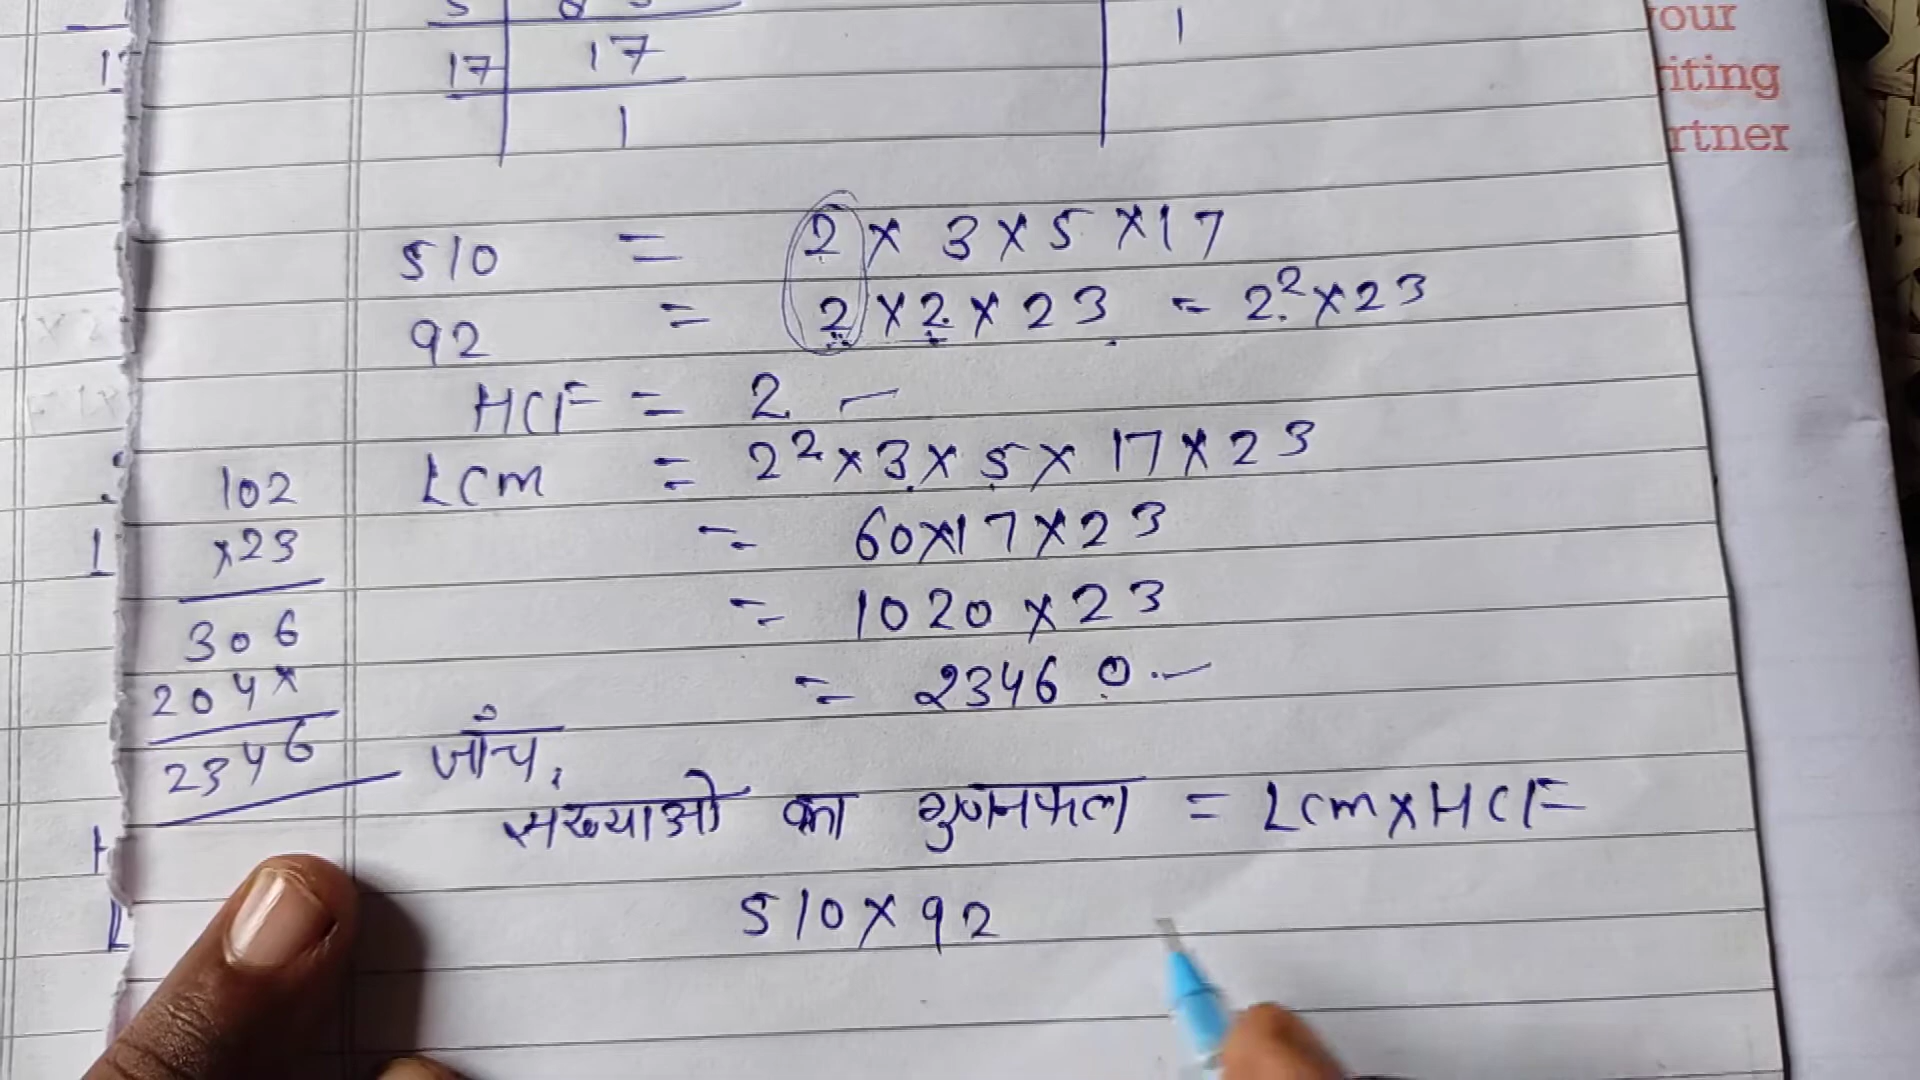 17 17
1
1
510 = 2 × 3 × 5 × 17
92 = 2 × 2 × 23 = 2² × 23
HCF = 2
LCM = 2² × 3 × 5 × 17 × 23
= 60 × 17 × 23
= 1020 × 23
= 23460
102
×23
306
204×
2346
जाँच,
संख्याओ का गुणनफल = LCM × HCF
510 × 92
our
iting
rtner